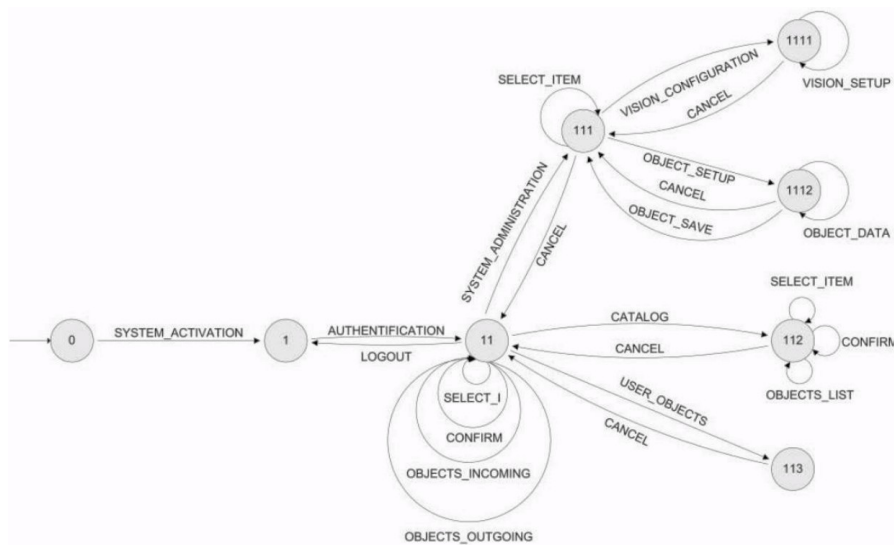 1111
VISION_SETUP
SELECT_ITEM
VISION_CONFIGURATION
CANCEL
111
OBJECT_SETUP
CANCEL
OBJECT_SAVE
1112
OBJECT_DATA
SYSTEM_ADMINISTRATION
CANCEL
SELECT_ITEM
0
SYSTEM_ACTIVATION
1
AUTHENTIFICATION
LOGOUT
11
CATALOG
CANCEL
112
CONFIRM
OBJECTS_LIST
SELECT_I
CONFIRM
OBJECTS_INCOMING
OBJECTS_OUTGOING
USER_OBJECTS
CANCEL
113